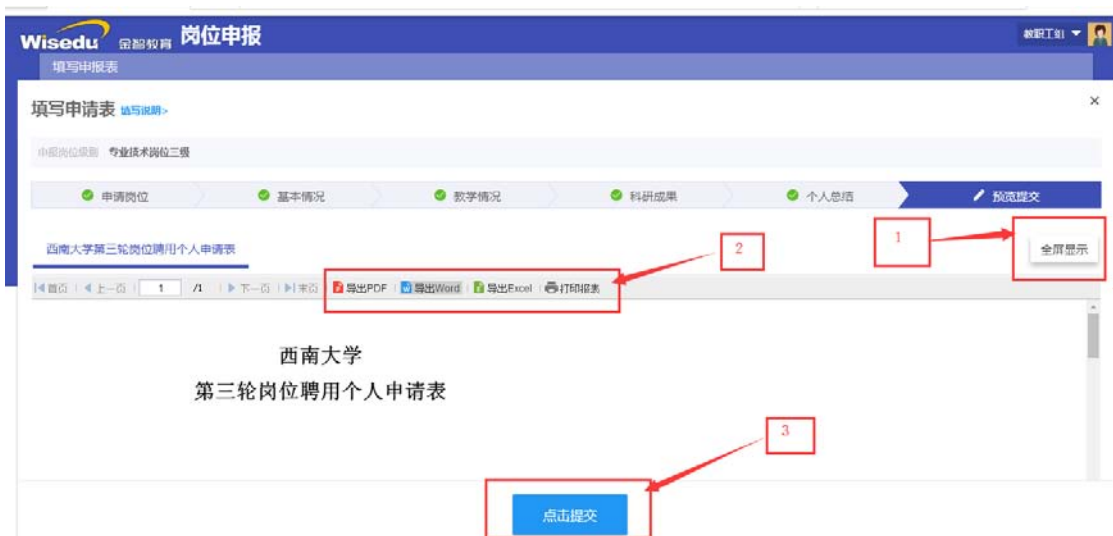 Wisedu 金智教育 岗位申报 教职工01
填写申报表
填写申请表 填写说明>
申报岗位级别 专业技术岗位三级
申请岗位 基本情况 教学情况 科研成果 个人总结 预览提交
1
2
西南大学第三轮岗位聘用个人申请表 全屏显示
首页 上一页 1 /1 下一页 末页 导出PDF 导出Word 导出Excel 打印报表
西南大学
第三轮岗位聘用个人申请表
3
点击提交